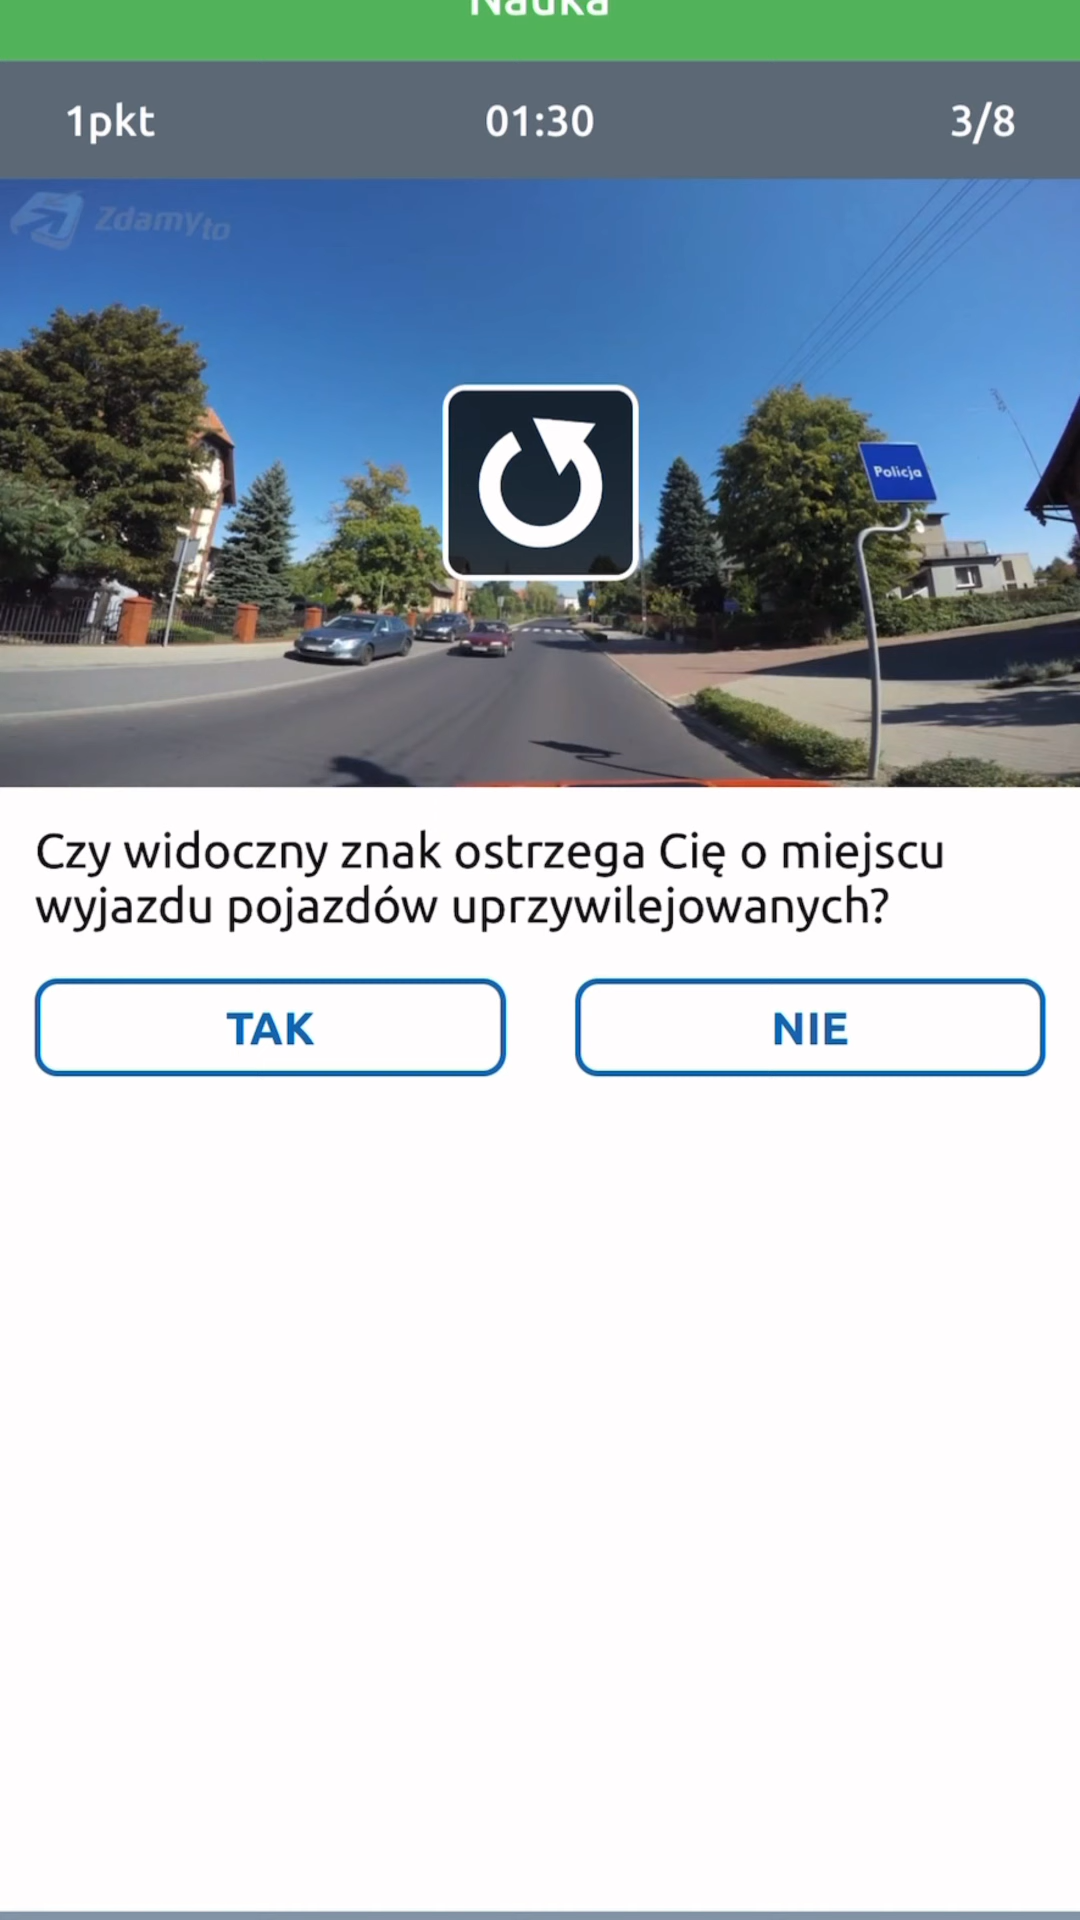 Nauka
1pkt 01:30 3/8
Zdamyto
Policja
Czy widoczny znak ostrzega Cię o miejscu
wyjazdu pojazdów uprzywilejowanych?
TAK NIE